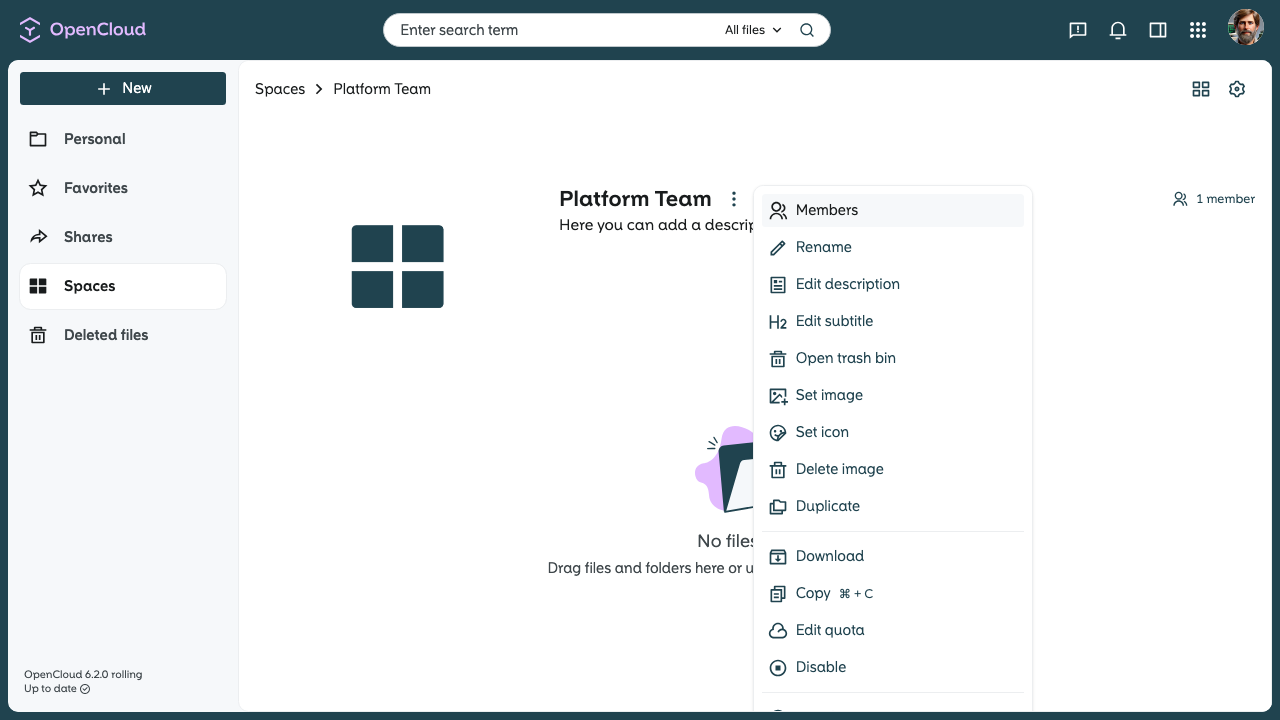 OpenCloud
Enter search term
All files
New
Spaces
Platform Team
Personal
Favorites
Shares
Spaces
Deleted files
Platform Team
1 member
Here you can add a descrip
Members
Rename
Edit description
H2 Edit subtitle
Open trash bin
Set image
Set icon
Delete image
Duplicate
No files
Drag files and folders here or u
Download
Copy ⌘ + C
Edit quota
Disable
OpenCloud 6.2.0 rolling
Up to date